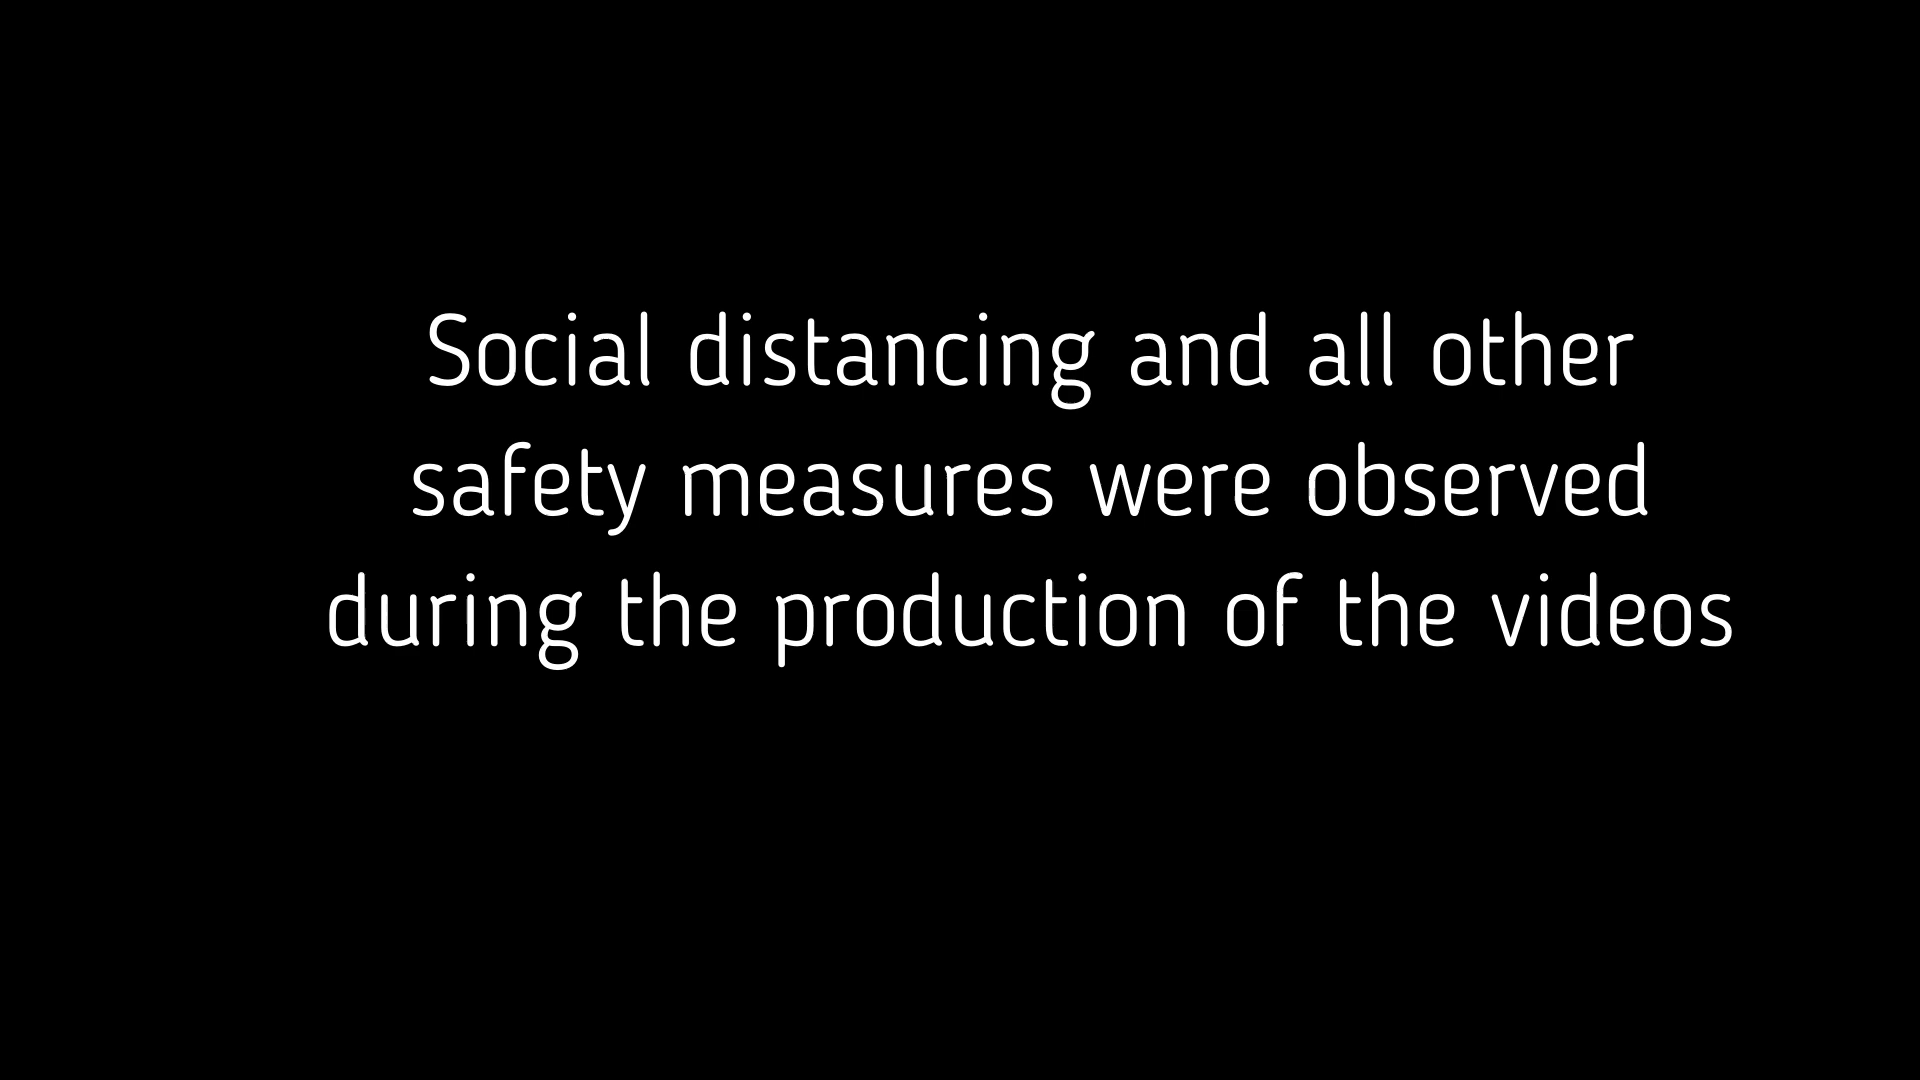 Social distancing and all other
safety measures were observed
during the production of the videos